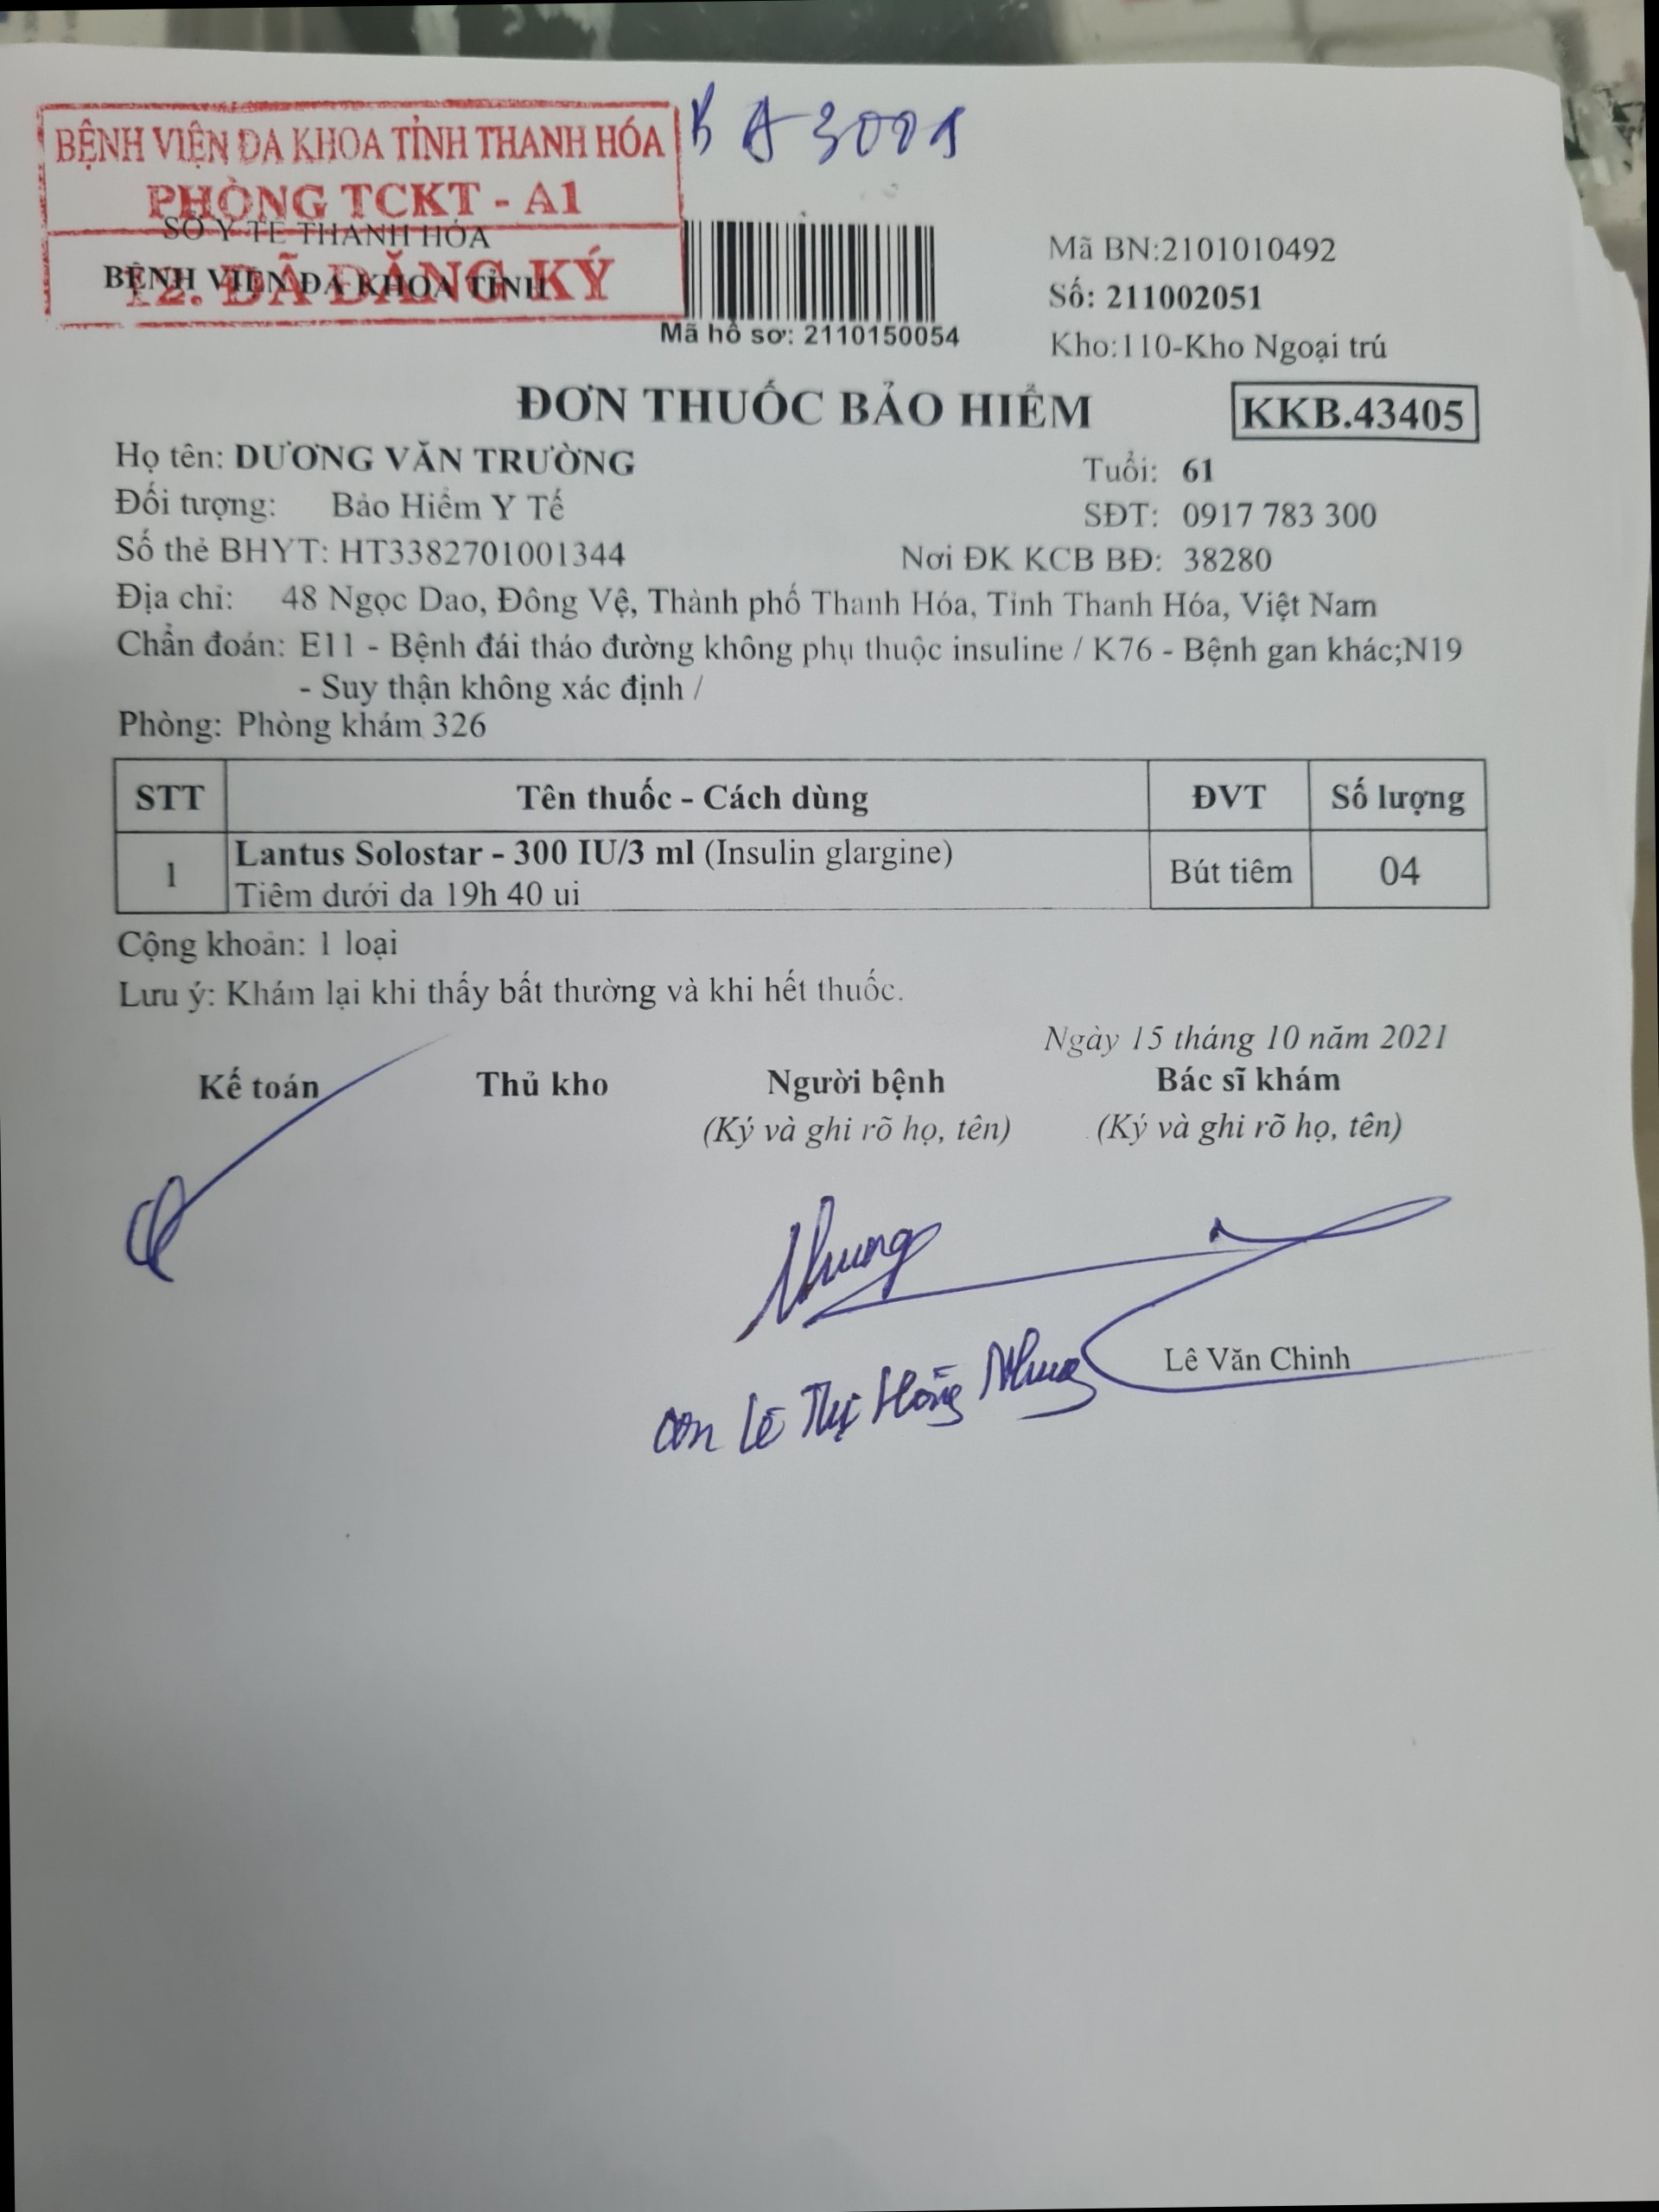 BỆNH VIỆN ĐA KHOA TỈNH THANH HÓA
PHÒNG TCKT - A1
12. ĐÃ ĐĂNG KÝ
SỞ Y TẾ THANH HÓA
BỆNH VIỆN ĐA KHOA TỈNH
Mã hồ sơ: 2110150054
Mã BN:2101010492
Số: 211002051
Kho:110-Kho Ngoại trú
ĐƠN THUỐC BẢO HIỂM
KKB.43405
Họ tên: DƯƠNG VĂN TRƯỜNG Tuổi: 61
Đối tượng: Bảo Hiểm Y Tế SĐT: 0917 783 300
Số thẻ BHYT: HT3382701001344 Nơi ĐK KCB BĐ: 38280
Địa chỉ: 48 Ngọc Dao, Đông Vệ, Thành phố Thanh Hóa, Tỉnh Thanh Hóa, Việt Nam
Chẩn đoán: E11 - Bệnh đái tháo đường không phụ thuộc insuline / K76 - Bệnh gan khác;N19
- Suy thận không xác định /
Phòng: Phòng khám 326
STT Tên thuốc - Cách dùng ĐVT Số lượng
1 Lantus Solostar - 300 IU/3 ml (Insulin glargine) Bút tiêm 04
Tiêm dưới da 19h 40 ui
Cộng khoản: 1 loại
Lưu ý: Khám lại khi thấy bất thường và khi hết thuốc.
Ngày 15 tháng 10 năm 2021
Kế toán Thủ kho Người bệnh Bác sĩ khám
(Ký và ghi rõ họ, tên) (Ký và ghi rõ họ, tên)
Nhung
Lê Văn Chinh
con Lê Thị Hồng Nhung